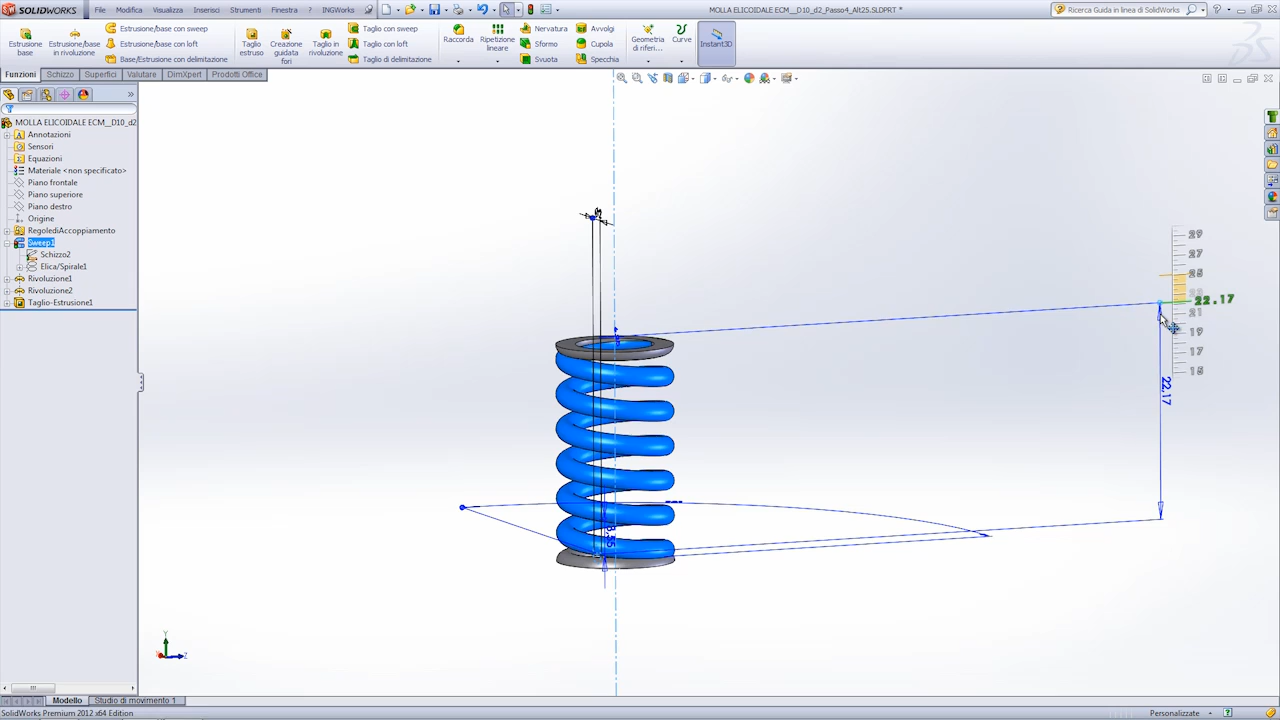 SOLIDWORKS
File
Modifica
Visualizza
Inserisci
Strumenti
Finestra
?
INGWorks
MOLLA ELICOIDALE ECM__D10_d2_Passo4_Alt25.SLDPRT *
Ricerca Guida in linea di SolidWorks
Estrusione base
Estrusione/base in rivoluzione
Estrusione/base con sweep
Estrusione/base con loft
Base/Estrusione con delimitazione
Taglio estruso
Creazione guidata fori
Taglio in rivoluzione
Taglio con sweep
Taglio con loft
Taglio di delimitazione
Raccorda
Ripetizione lineare
Nervatura
Sformo
Svuota
Avvolgi
Cupola
Specchia
Geometria di riferi...
Curve
Instant3D
Funzioni
Schizzo
Superfici
Valutare
DimXpert
Prodotti Office
MOLLA ELICOIDALE ECM__D10_d2
Annotazioni
Sensori
Equazioni
Materiale <non specificato>
Piano frontale
Piano superiore
Piano destro
Origine
RegolediAccoppiamento
Sweep1
Schizzo2
Elica/Spirale1
Rivoluzione1
Rivoluzione2
Taglio-Estrusione1
29
27
25
22.17
21
19
17
15
22.17
Y
Z
Modello
Studio di movimento 1
SolidWorks Premium 2012 x64 Edition
Personalizzate